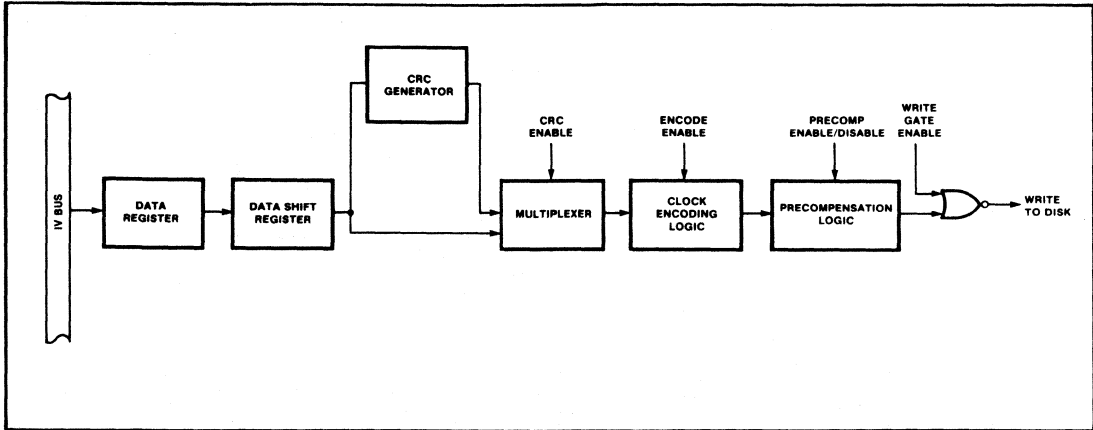 CRC
GENERATOR
CRC
ENABLE
ENCODE
ENABLE
PRECOMP
ENABLE/DISABLE
WRITE
GATE
ENABLE
IV BUS
DATA
REGISTER
DATA SHIFT
REGISTER
MULTIPLEXER
CLOCK
ENCODING
LOGIC
PRECOMPENSATION
LOGIC
WRITE
TO DISK